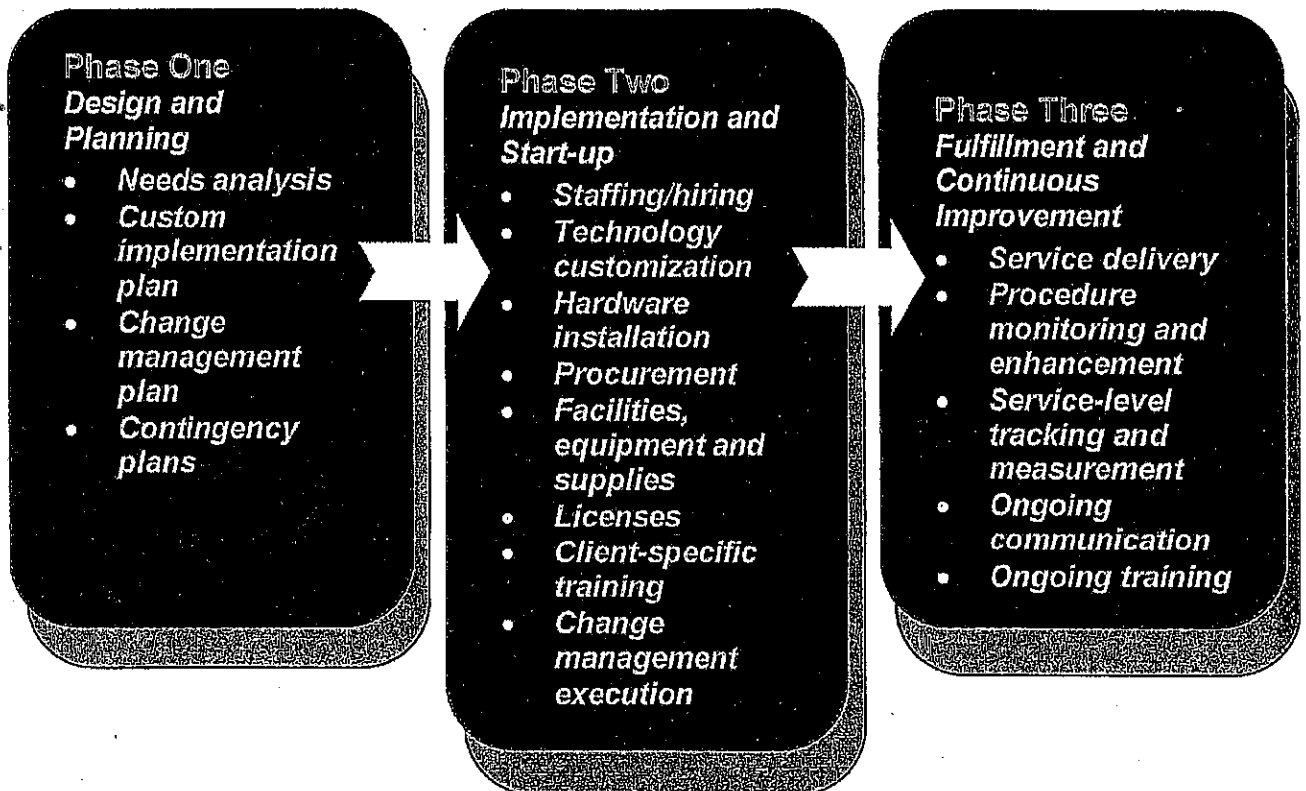 Phase One
Design and
Planning
• Needs analysis
• Custom
implementation
plan
• Change
management
plan
• Contingency
plans
Phase Two
Implementation and
Start-up
• Staffing/hiring
• Technology
customization
• Hardware
installation
• Procurement
• Facilities,
equipment and
supplies
• Licenses
• Client-specific
training
• Change
management
execution
Phase Three
Fulfillment and
Continuous
Improvement
• Service delivery
• Procedure
monitoring and
enhancement
• Service-level
tracking and
measurement
• Ongoing
communication
• Ongoing training